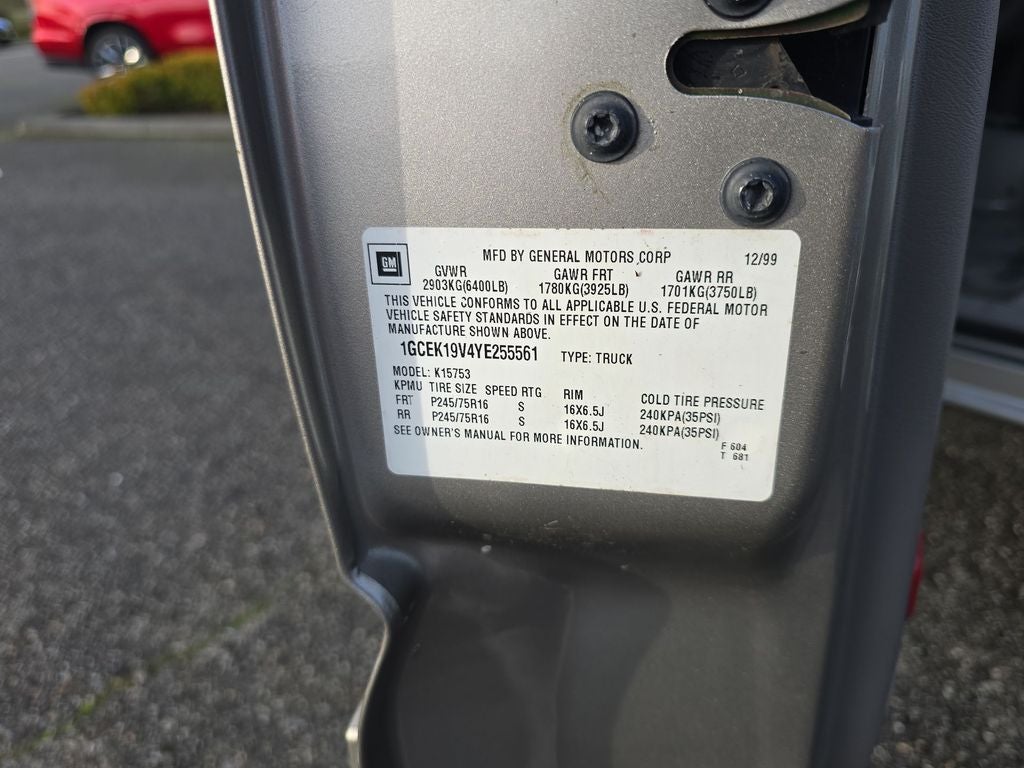 GM
MFD BY GENERAL MOTORS CORP 12/99
GVWR GAWR FRT GAWR RR
2903KG(6400LB) 1780KG(3925LB) 1701KG(3750LB)
THIS VEHICLE CONFORMS TO ALL APPLICABLE U.S. FEDERAL MOTOR
VEHICLE SAFETY STANDARDS IN EFFECT ON THE DATE OF
MANUFACTURE SHOWN ABOVE.
1GCEK19V4YE255561 TYPE: TRUCK
MODEL: K15753
KPMU TIRE SIZE SPEED RTG RIM COLD TIRE PRESSURE
FRT P245/75R16 S 16X6.5J 240KPA(35PSI)
RR P245/75R16 S 16X6.5J 240KPA(35PSI)
SEE OWNER'S MANUAL FOR MORE INFORMATION.
F 604
T 681